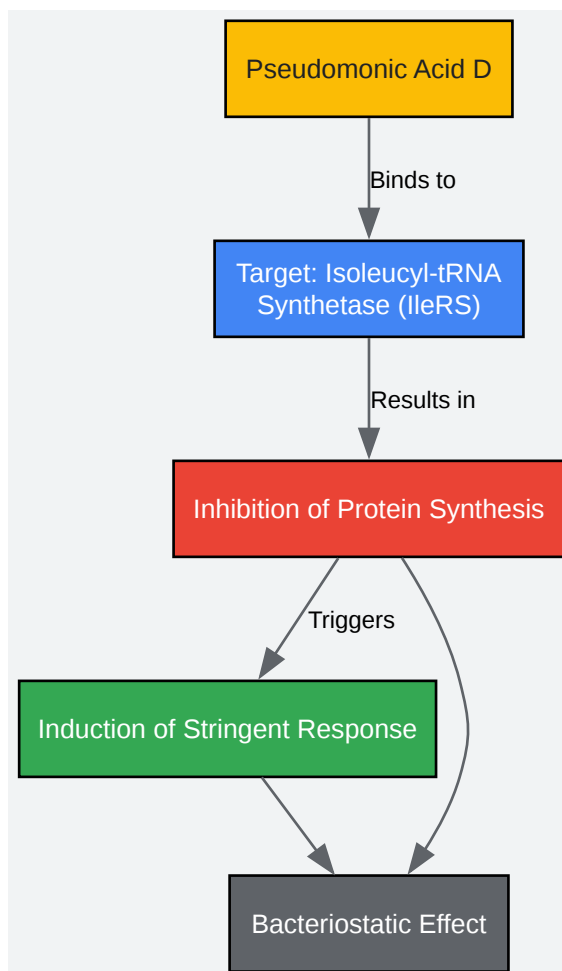 Pseudomonic Acid D
Binds to
Target: Isoleucyl-tRNA
Synthetase (IleRS)
Results in
Inhibition of Protein Synthesis
Triggers
Induction of Stringent Response
Bacteriostatic Effect